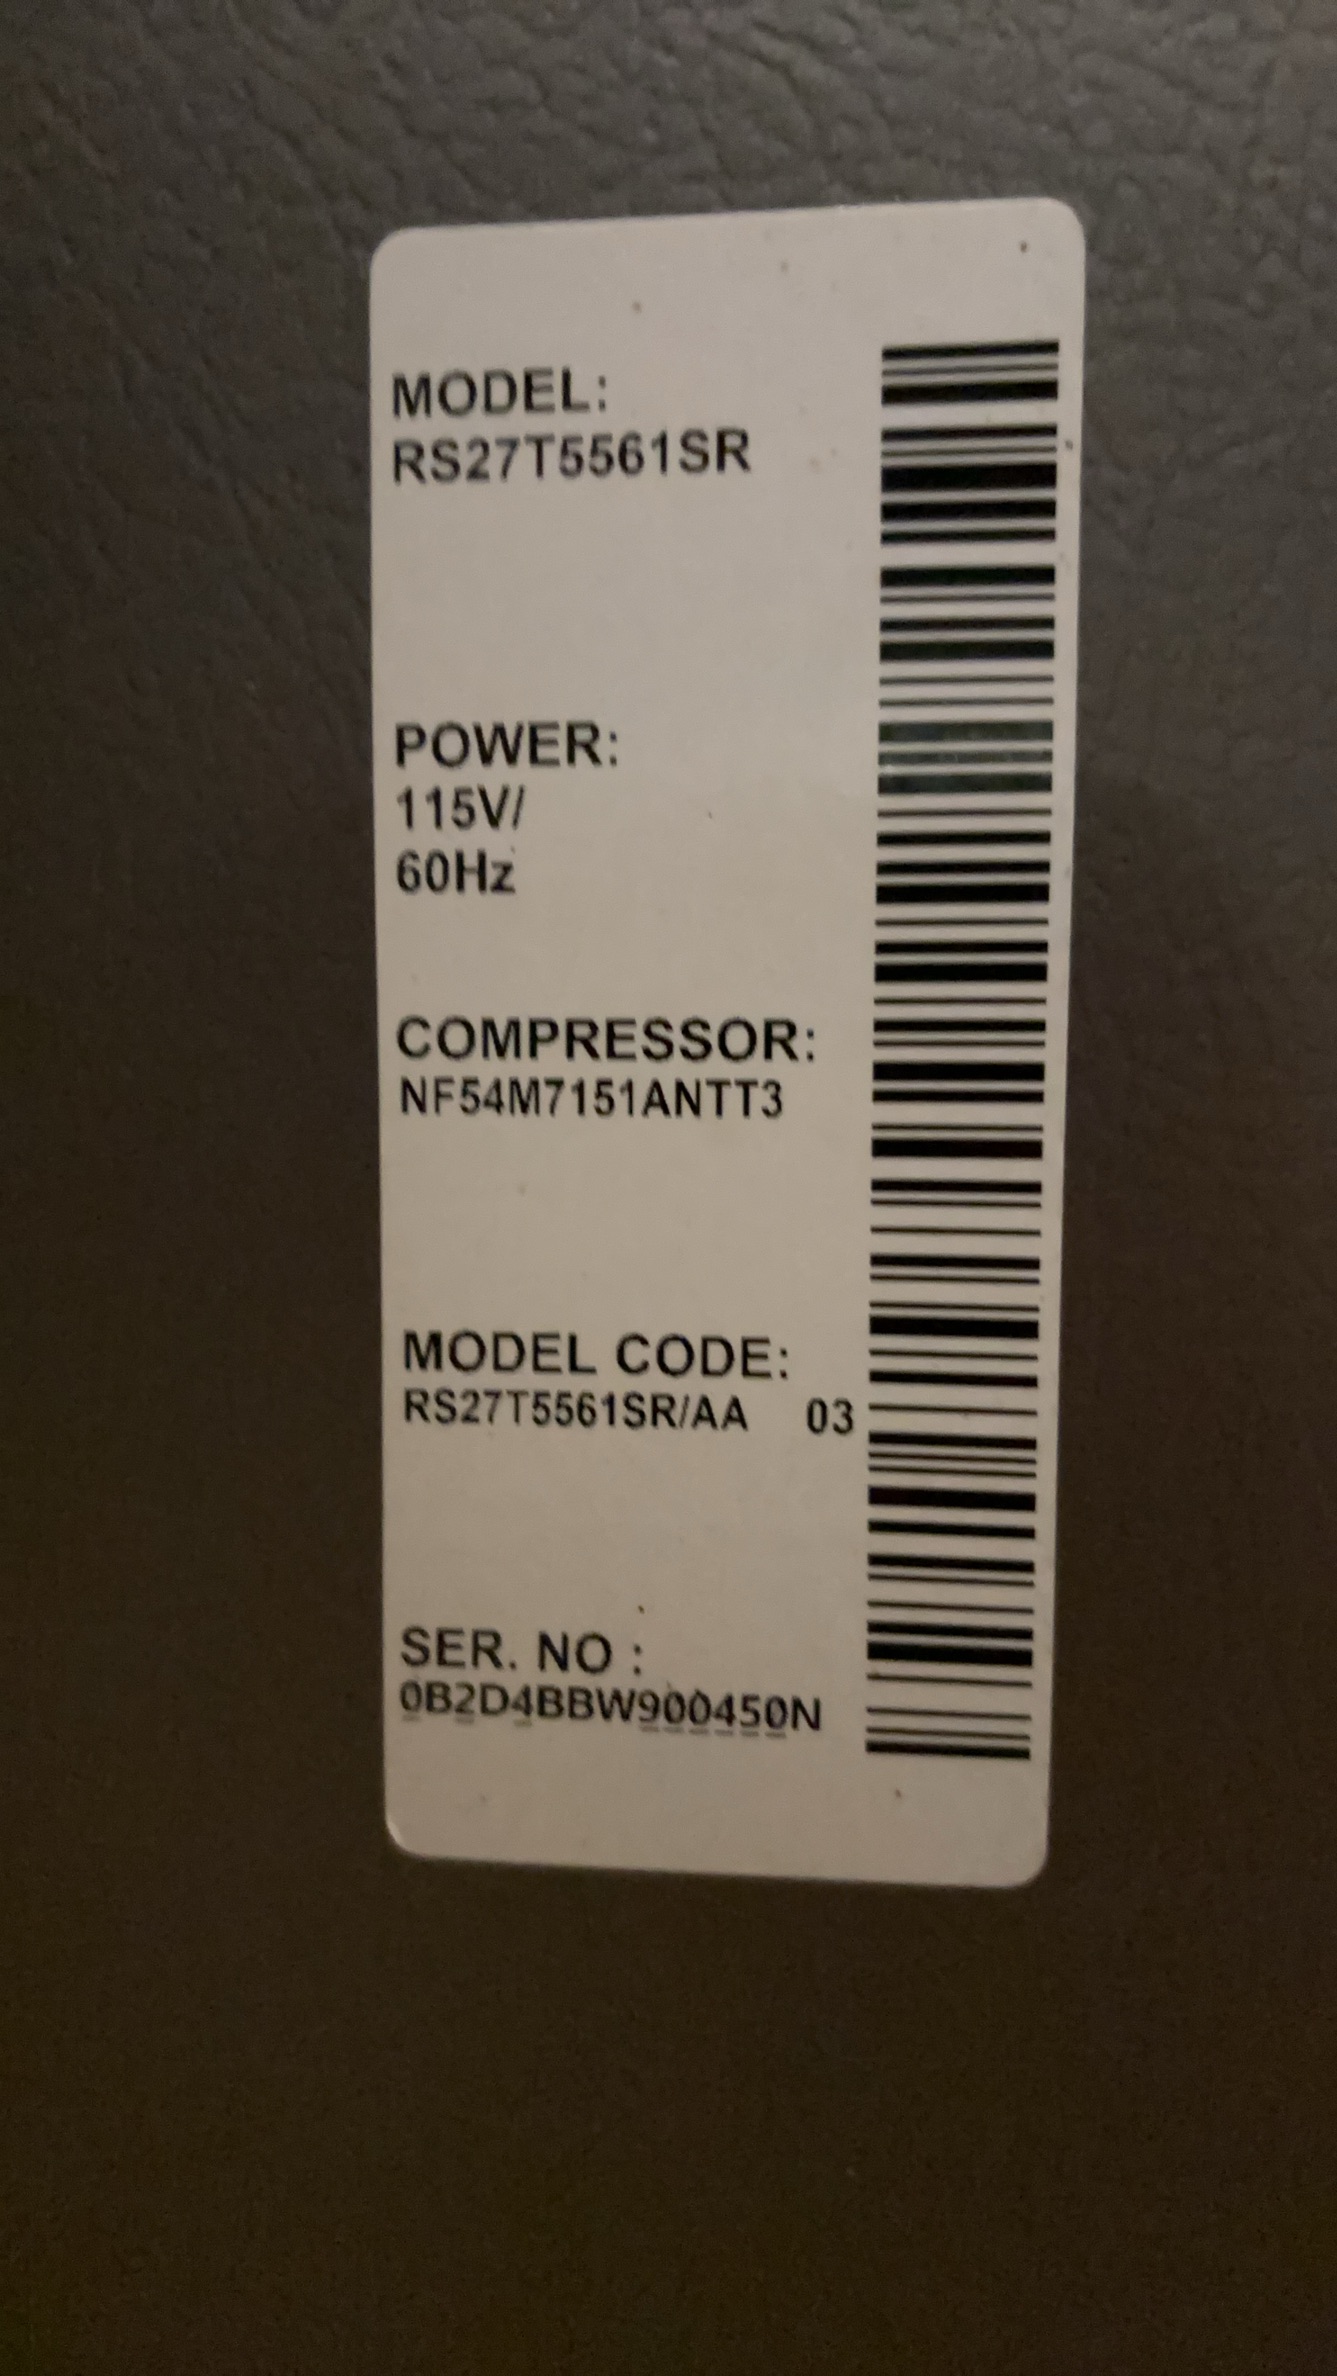 MODEL:
RS27T5561SR
POWER:
115V/
60Hz
COMPRESSOR:
NF54M7151ANTT3
MODEL CODE:
RS27T5561SR/AA 03
SER. NO :
0B2D4BBW900450N